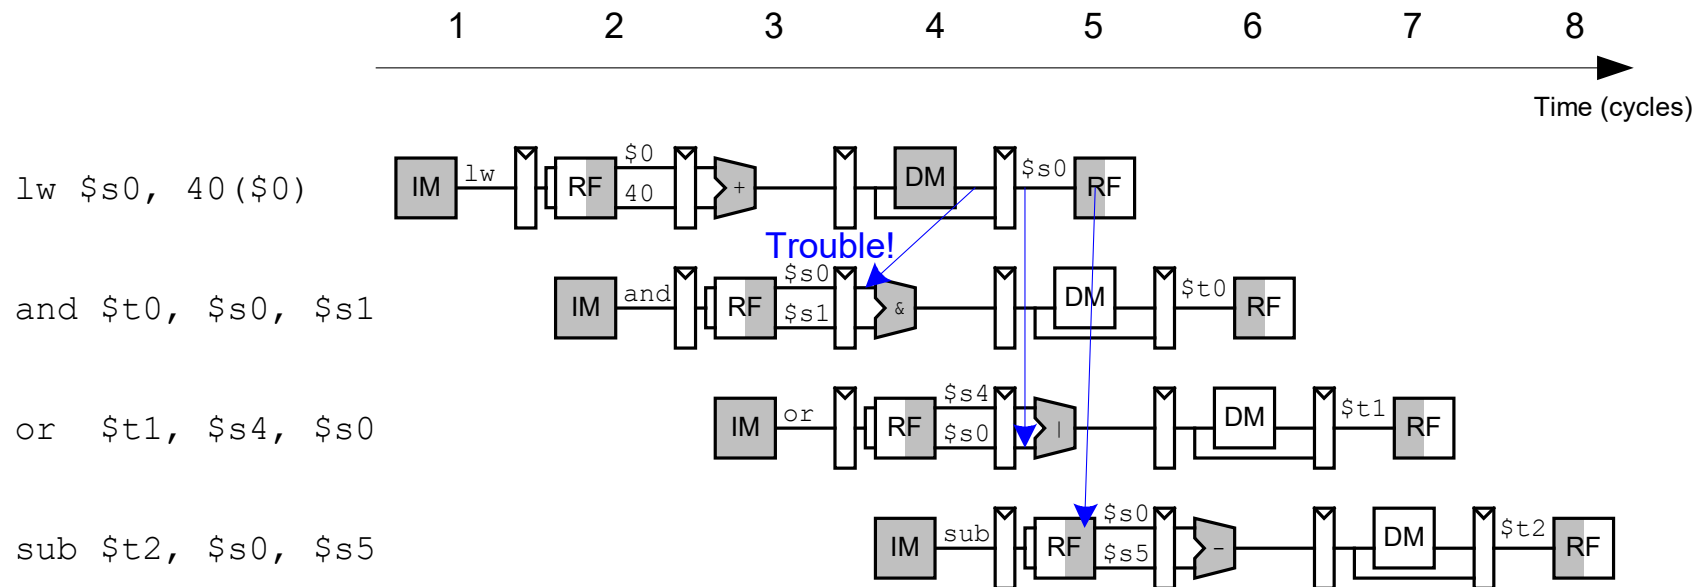 1 2 3 4 5 6 7 8
Time (cycles)
lw $s0, 40($0) IM lw RF $0 40 + DM $s0 RF
Trouble!
and $t0, $s0, $s1 IM and RF $s0 $s1 & DM $t0 RF
or $t1, $s4, $s0 IM or RF $s4 $s0 | DM $t1 RF
sub $t2, $s0, $s5 IM sub RF $s0 $s5 - DM $t2 RF